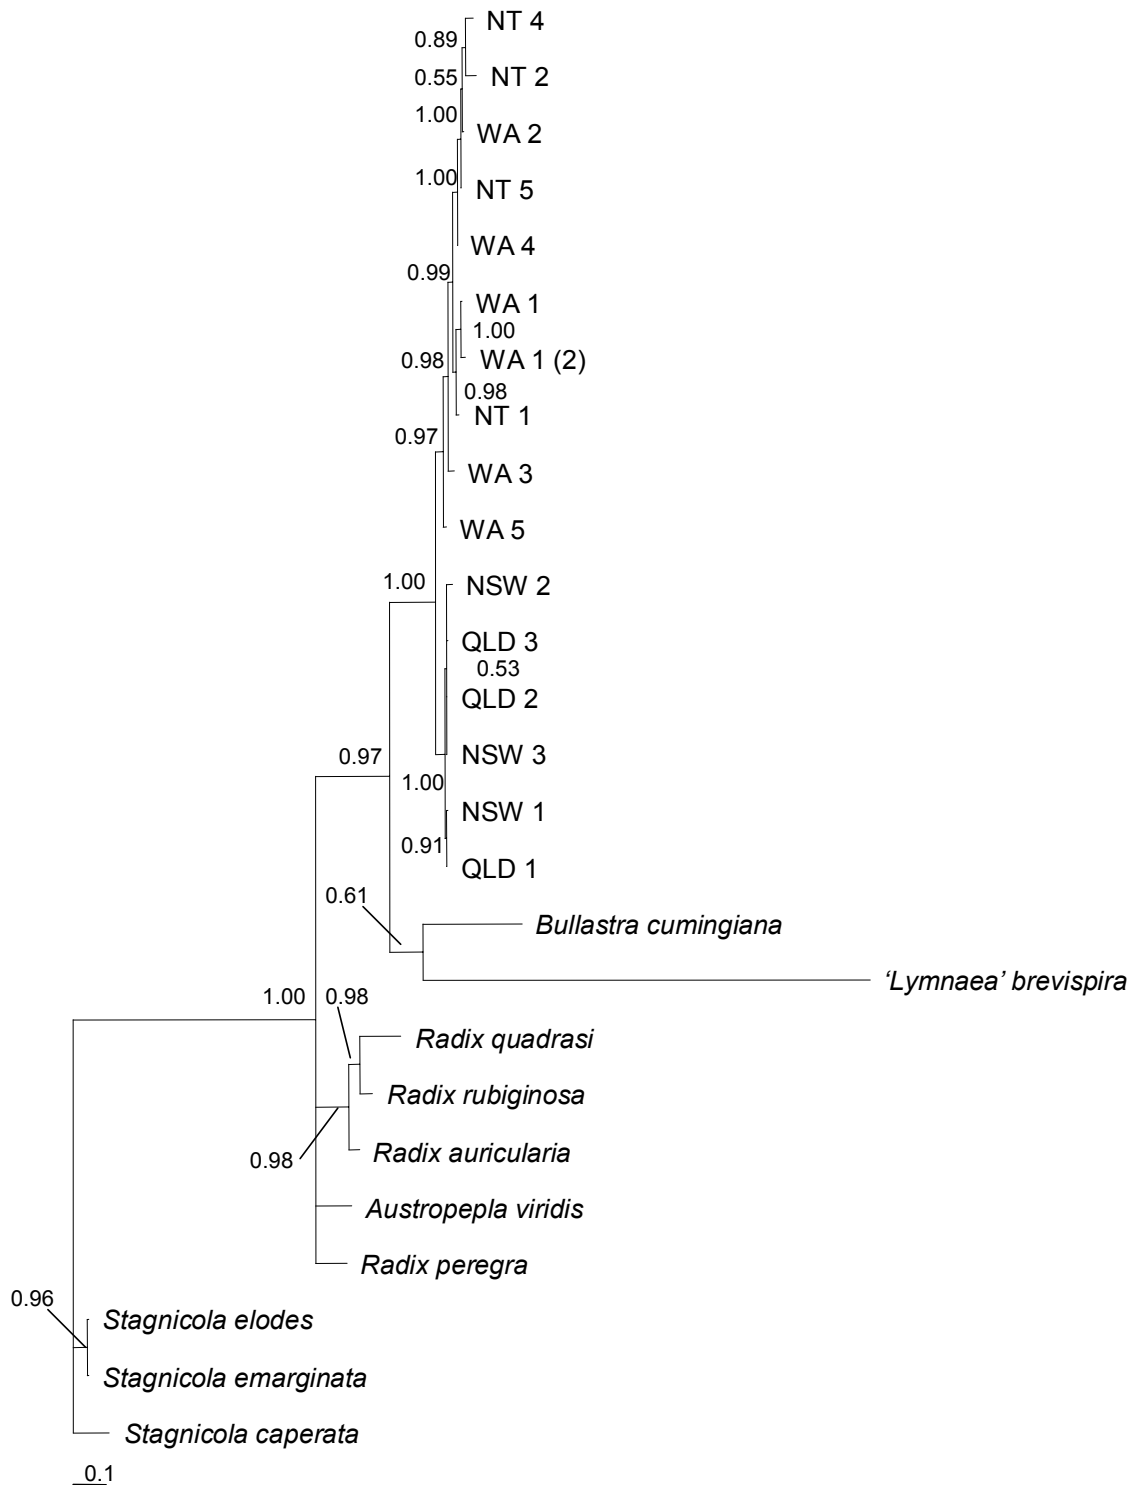 NT 4
0.89
0.55
NT 2
1.00
WA 2
1.00
NT 5
WA 4
0.99
WA 1
1.00
0.98
WA 1 (2)
0.98
NT 1
0.97
WA 3
WA 5
1.00
NSW 2
QLD 3
0.53
QLD 2
0.97
NSW 3
1.00
NSW 1
0.91
QLD 1
0.61
Bullastra cumingiana
‘Lymnaea’ brevispira
1.00
0.98
Radix quadrasi
Radix rubiginosa
0.98
Radix auricularia
Austropepla viridis
Radix peregra
0.96
Stagnicola elodes
Stagnicola emarginata
Stagnicola caperata
0.1